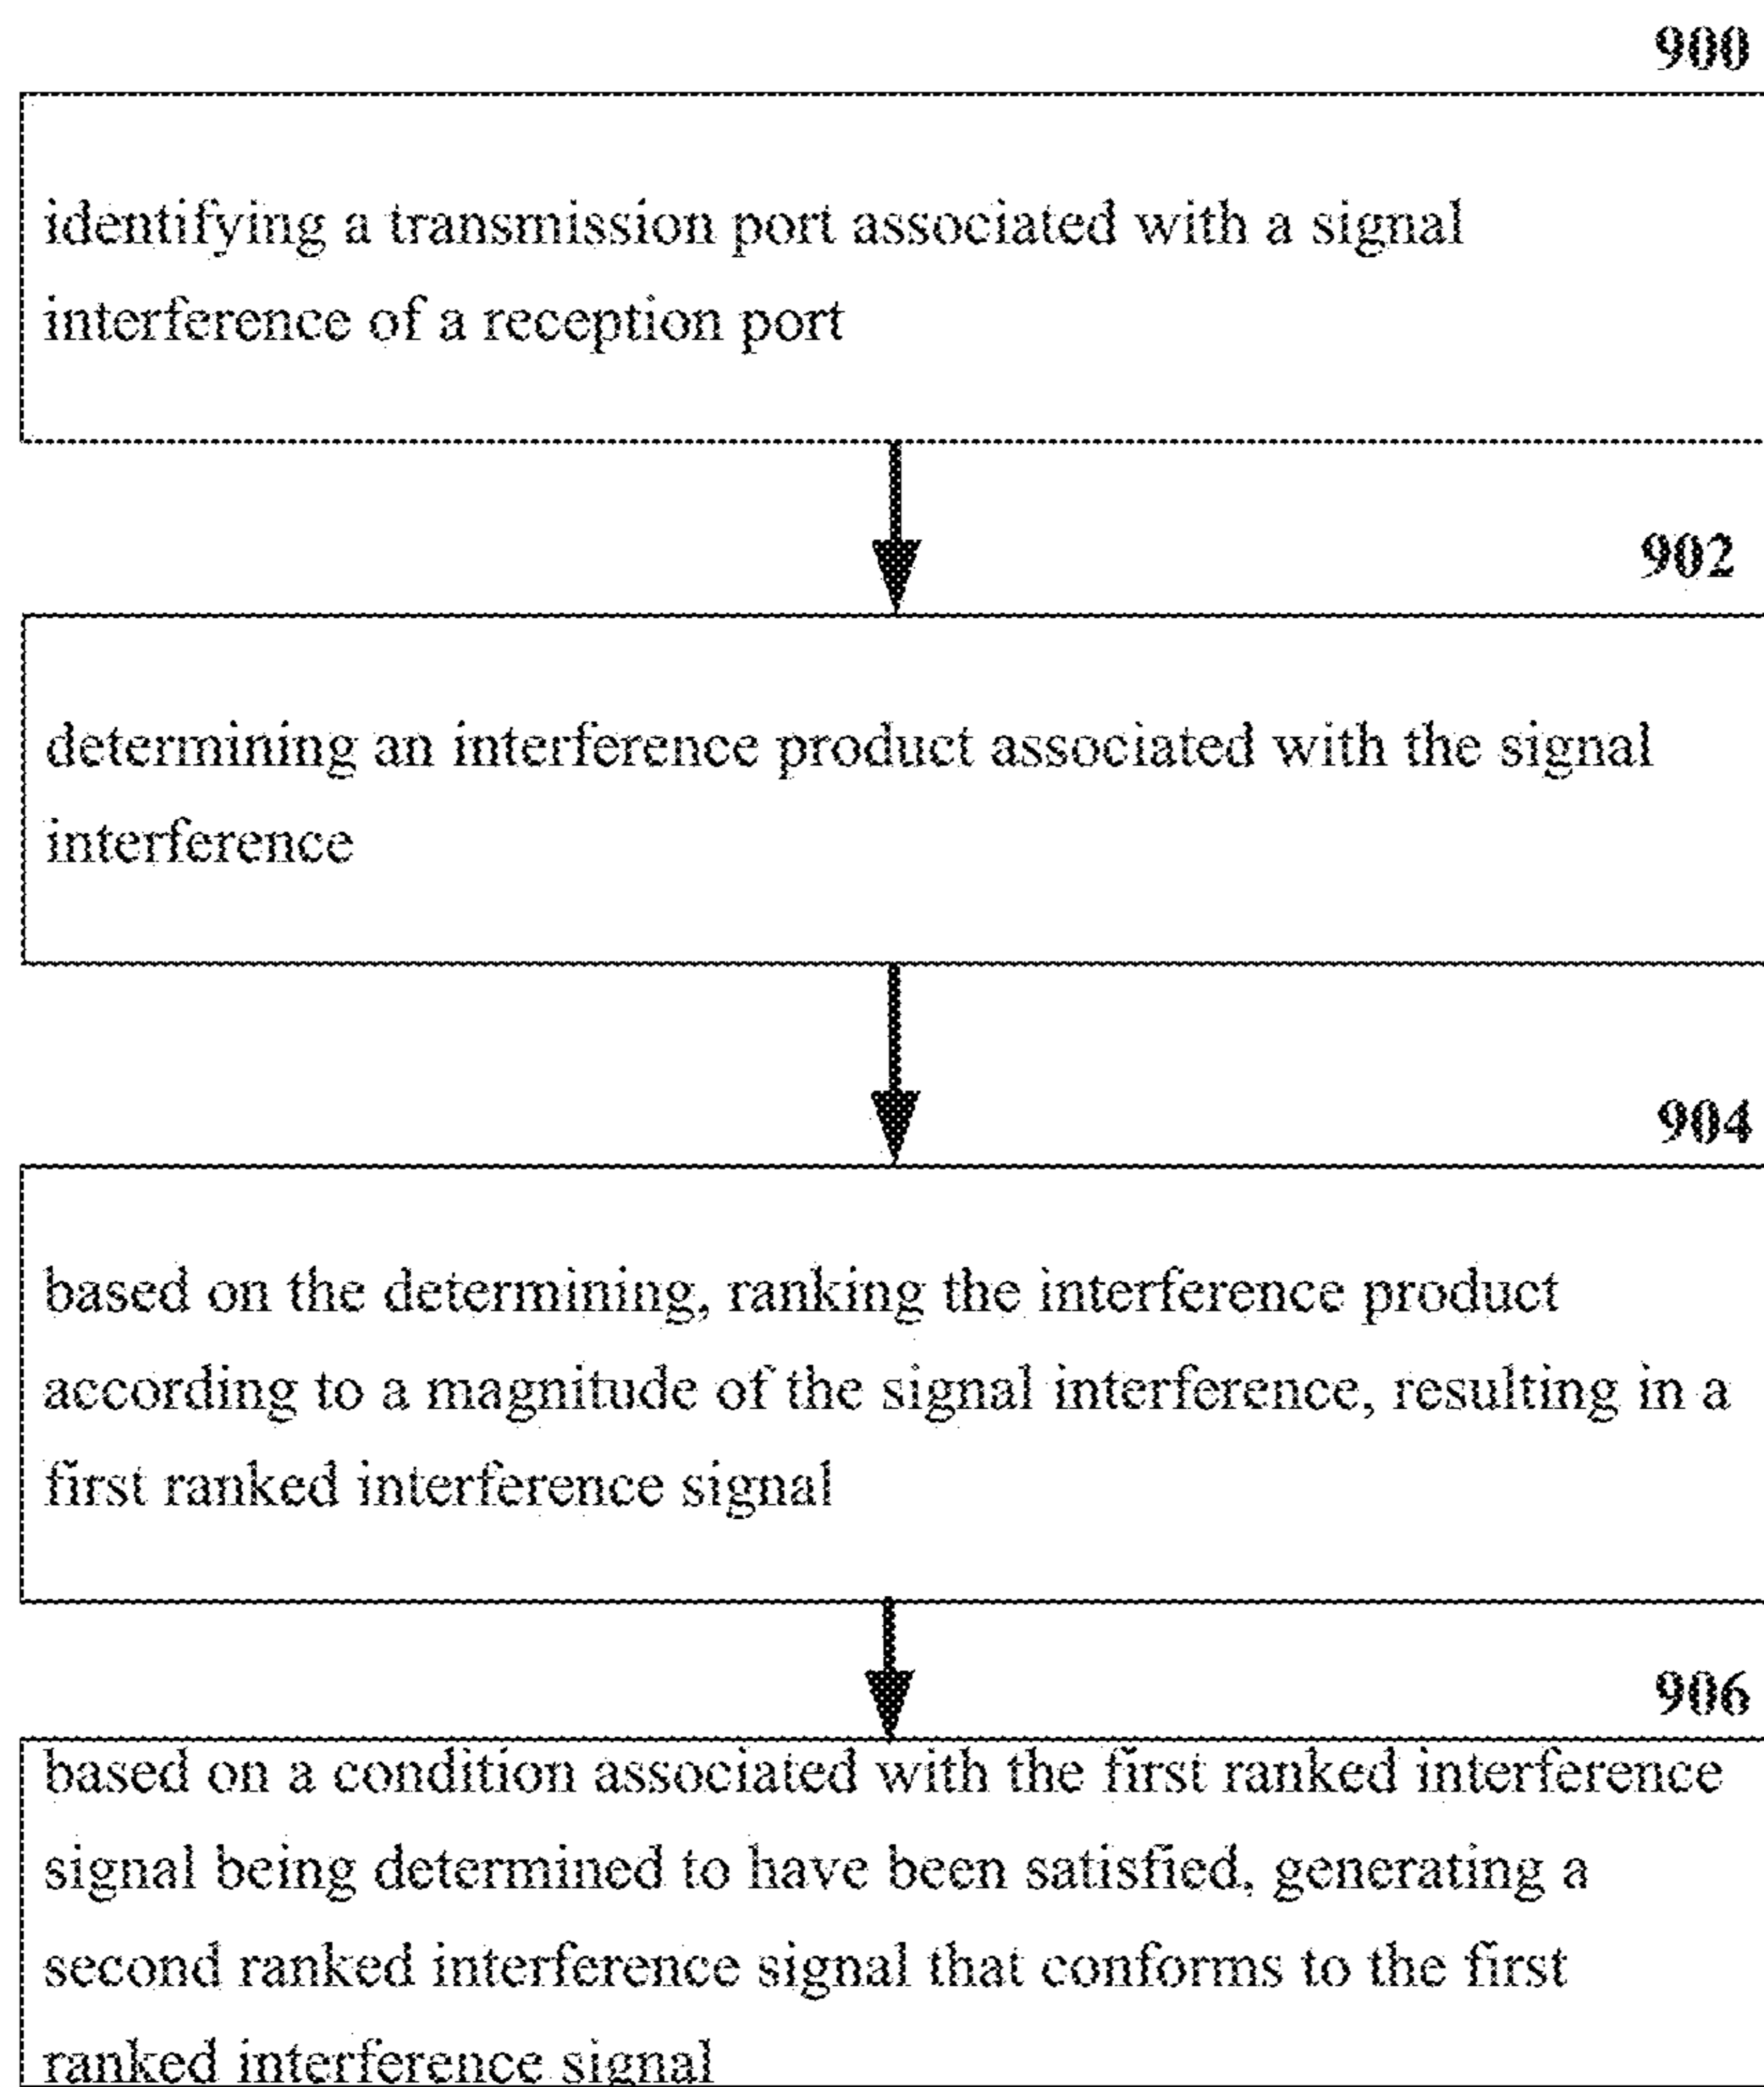 900
identifying a transmission port associated with a signal
interference of a reception port
902
determining an interference product associated with the signal
interference
904
based on the determining, ranking the interference product
according to a magnitude of the signal interference, resulting in a
first ranked interference signal
906
based on a condition associated with the first ranked interference
signal being determined to have been satisfied, generating a
second ranked interference signal that conforms to the first
ranked interference signal